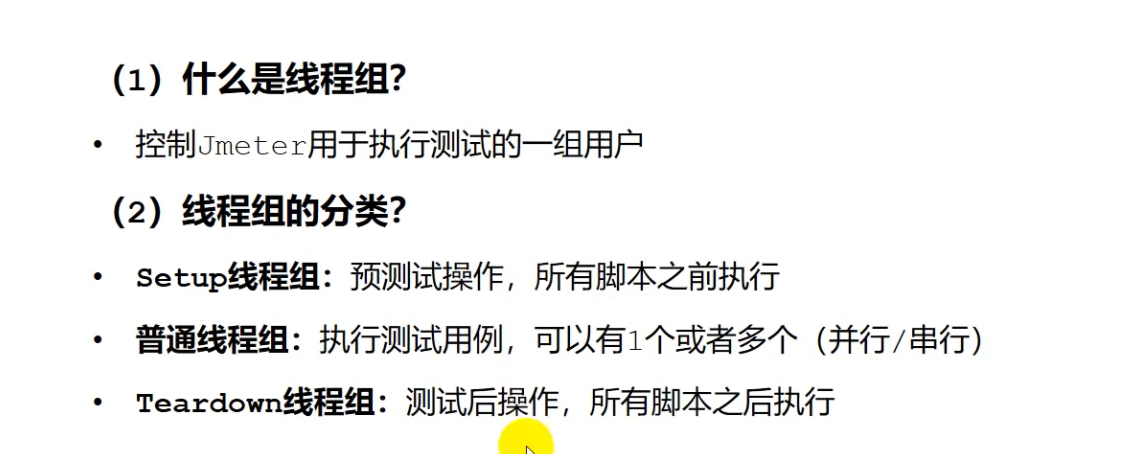 （1）什么是线程组？
• 控制Jmeter用于执行测试的一组用户
（2）线程组的分类？
• Setup线程组：预测试操作，所有脚本之前执行
• 普通线程组：执行测试用例，可以有1个或者多个（并行/串行）
• Teardown线程组：测试后操作，所有脚本之后执行